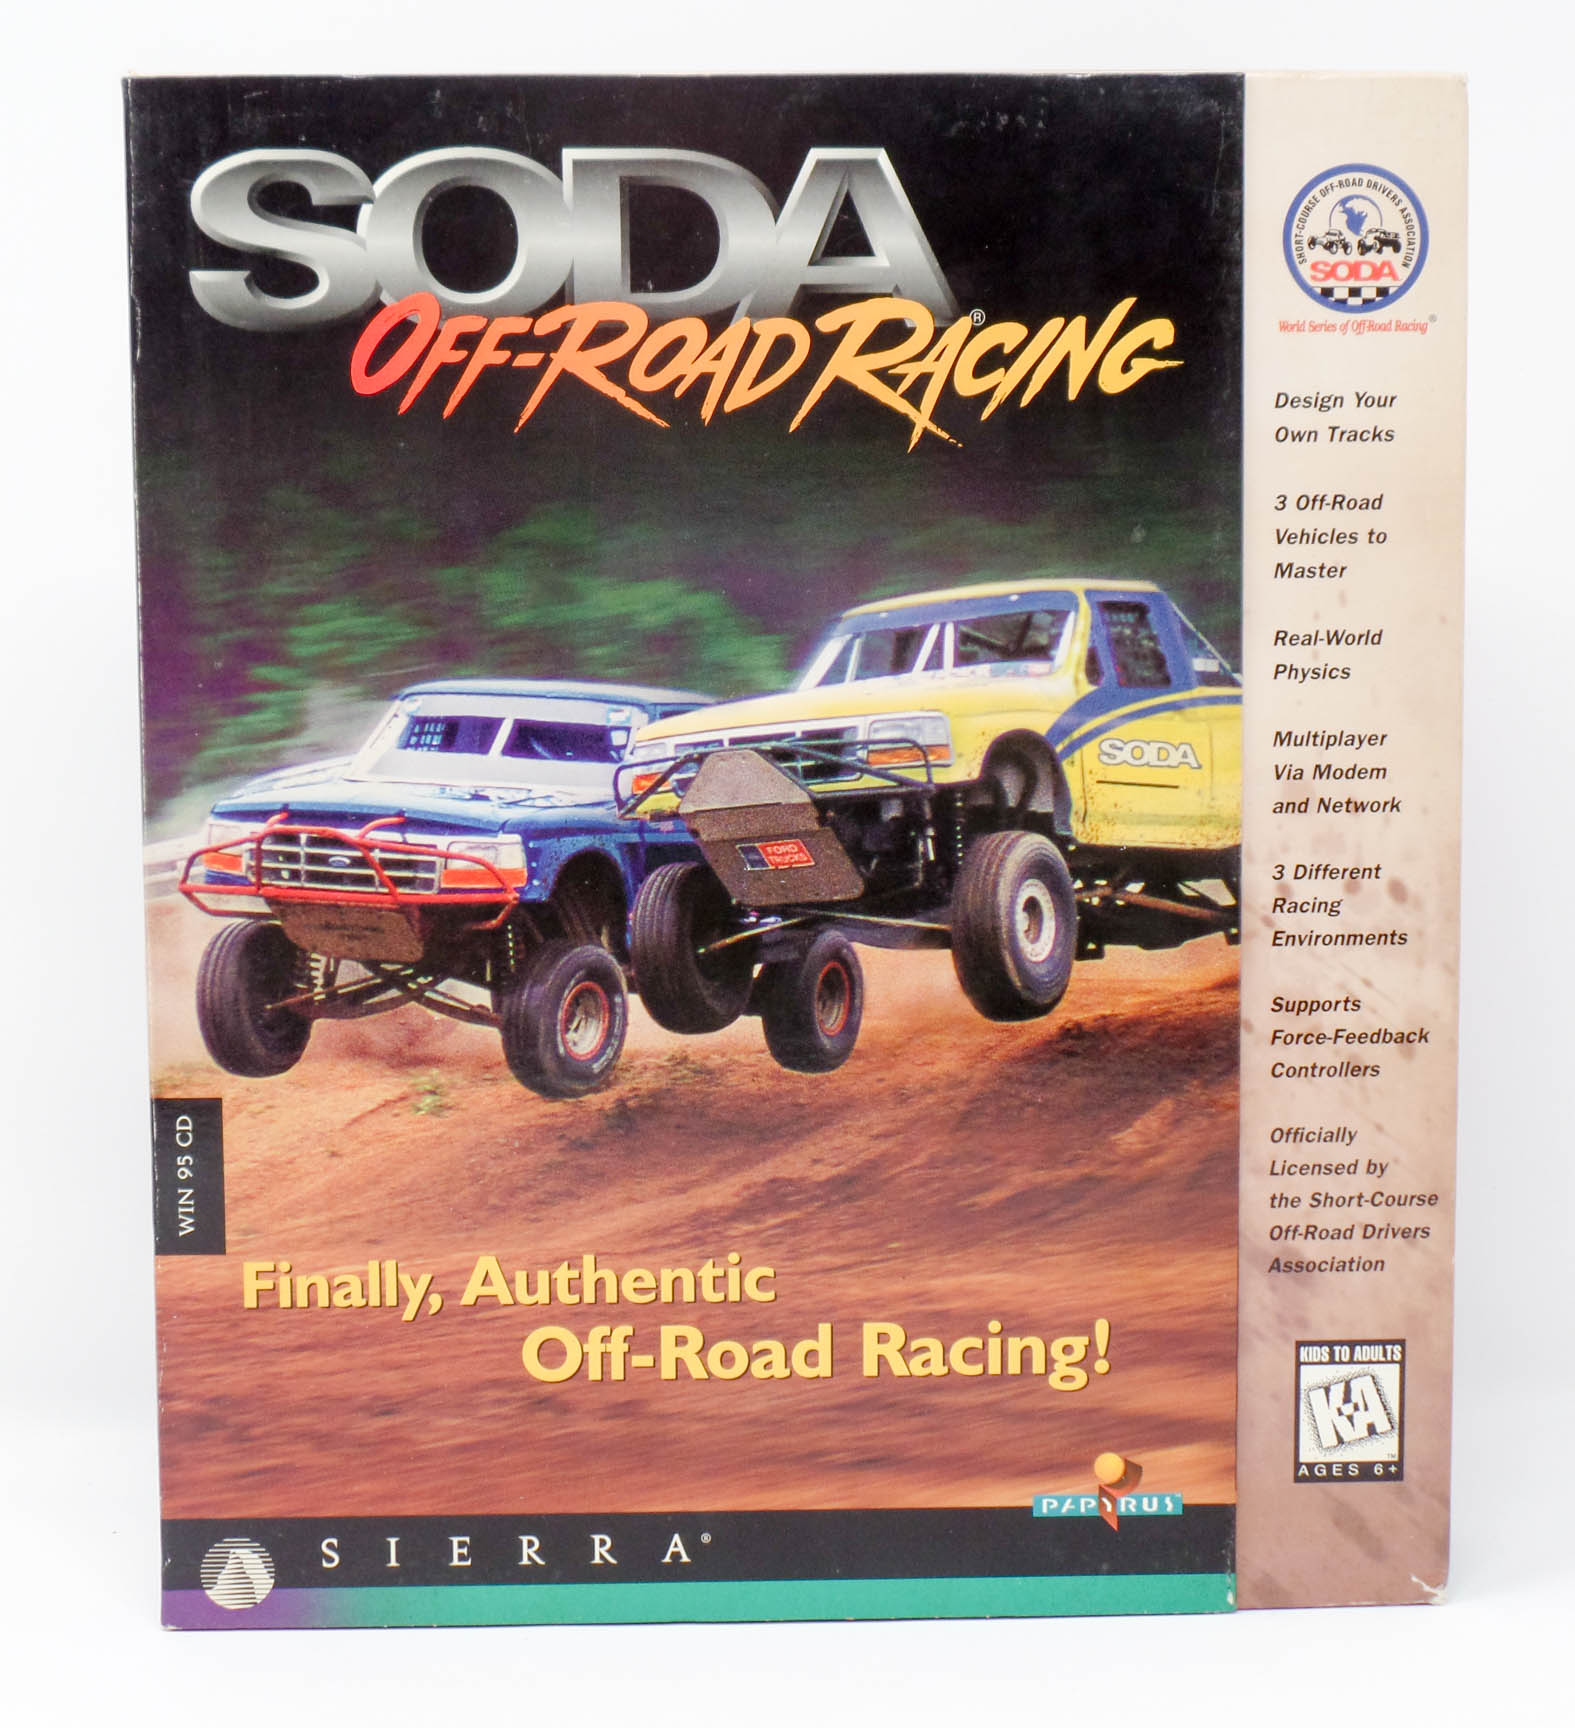 SODA
OFF-ROAD RACING®
SODA
FORD
TRUCKS
WIN 95 CD
Finally, Authentic
Off-Road Racing!
PAPYRUS™
SIERRA®
SHORT-COURSE OFF-ROAD DRIVERS ASSOCIATION
SODA
World Series of Off-Road Racing®
Design Your
Own Tracks
3 Off-Road
Vehicles to
Master
Real-World
Physics
Multiplayer
Via Modem
and Network
3 Different
Racing
Environments
Supports
Force-Feedback
Controllers
Officially
Licensed by
the Short-Course
Off-Road Drivers
Association
KIDS TO ADULTS
K-A
™
AGES 6+